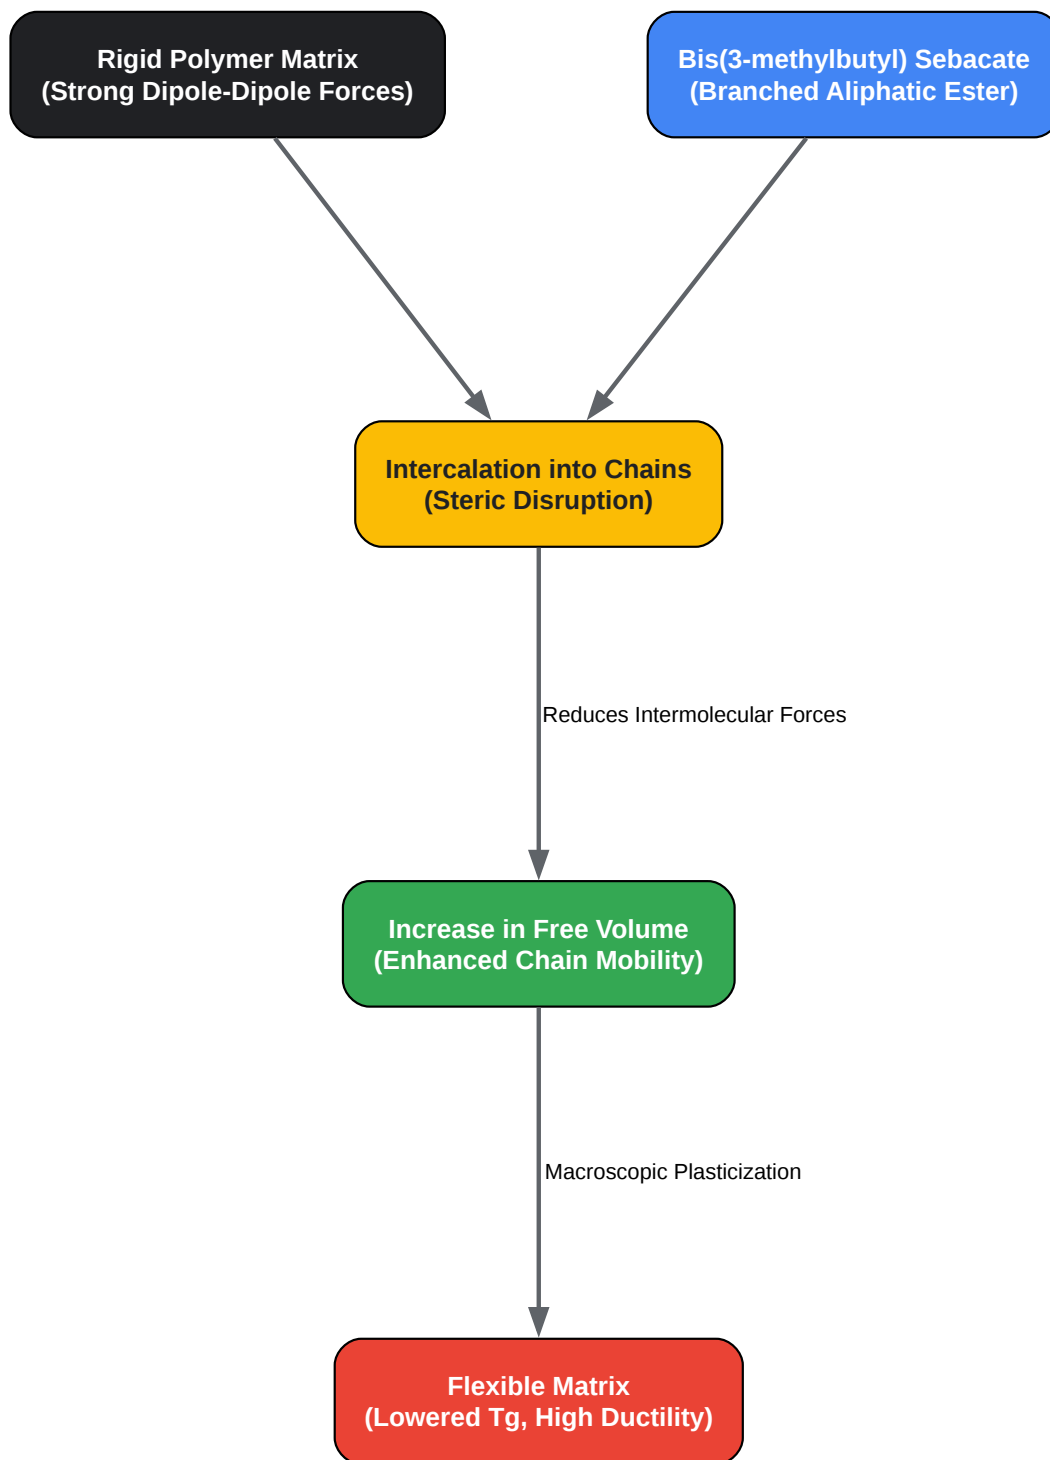 Rigid Polymer Matrix
(Strong Dipole-Dipole Forces)
Bis(3-methylbutyl) Sebacate
(Branched Aliphatic Ester)
Intercalation into Chains
(Steric Disruption)
Reduces Intermolecular Forces
Increase in Free Volume
(Enhanced Chain Mobility)
Macroscopic Plasticization
Flexible Matrix
(Lowered Tg, High Ductility)